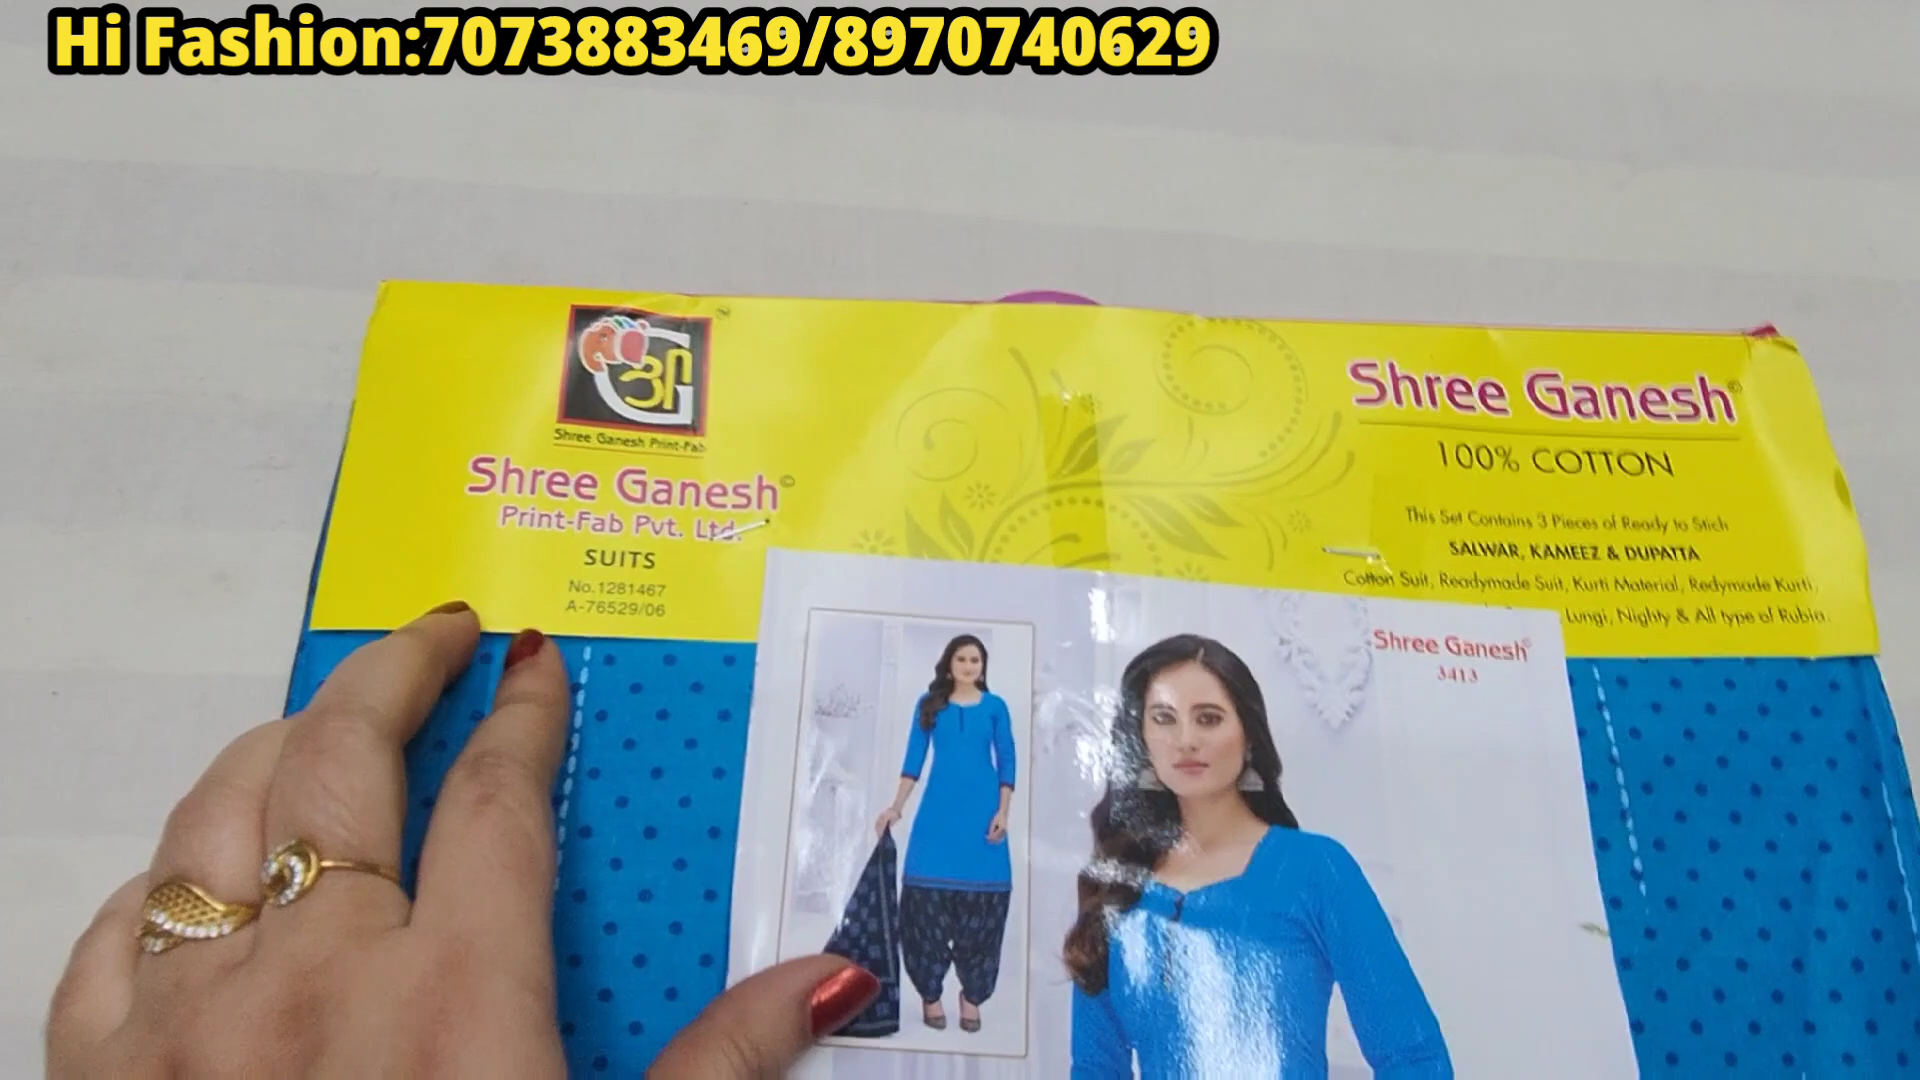 Hi Fashion:7073883469/8970740629
श्री
G
Shree Ganesh Print-Fab
Shree Ganesh©
Print-Fab Pvt. Ltd.
SUITS
No.1281467
A-76529/06
Shree Ganesh©
100% COTTON
This Set Contains 3 Pieces of Ready to Stich
SALWAR, KAMEEZ & DUPATTA
Cotton Suit, Readymade Suit, Kurti Material, Redymade Kurti,
Lungi, Nighty & All type of Rubia.
Shree Ganesh©
3413